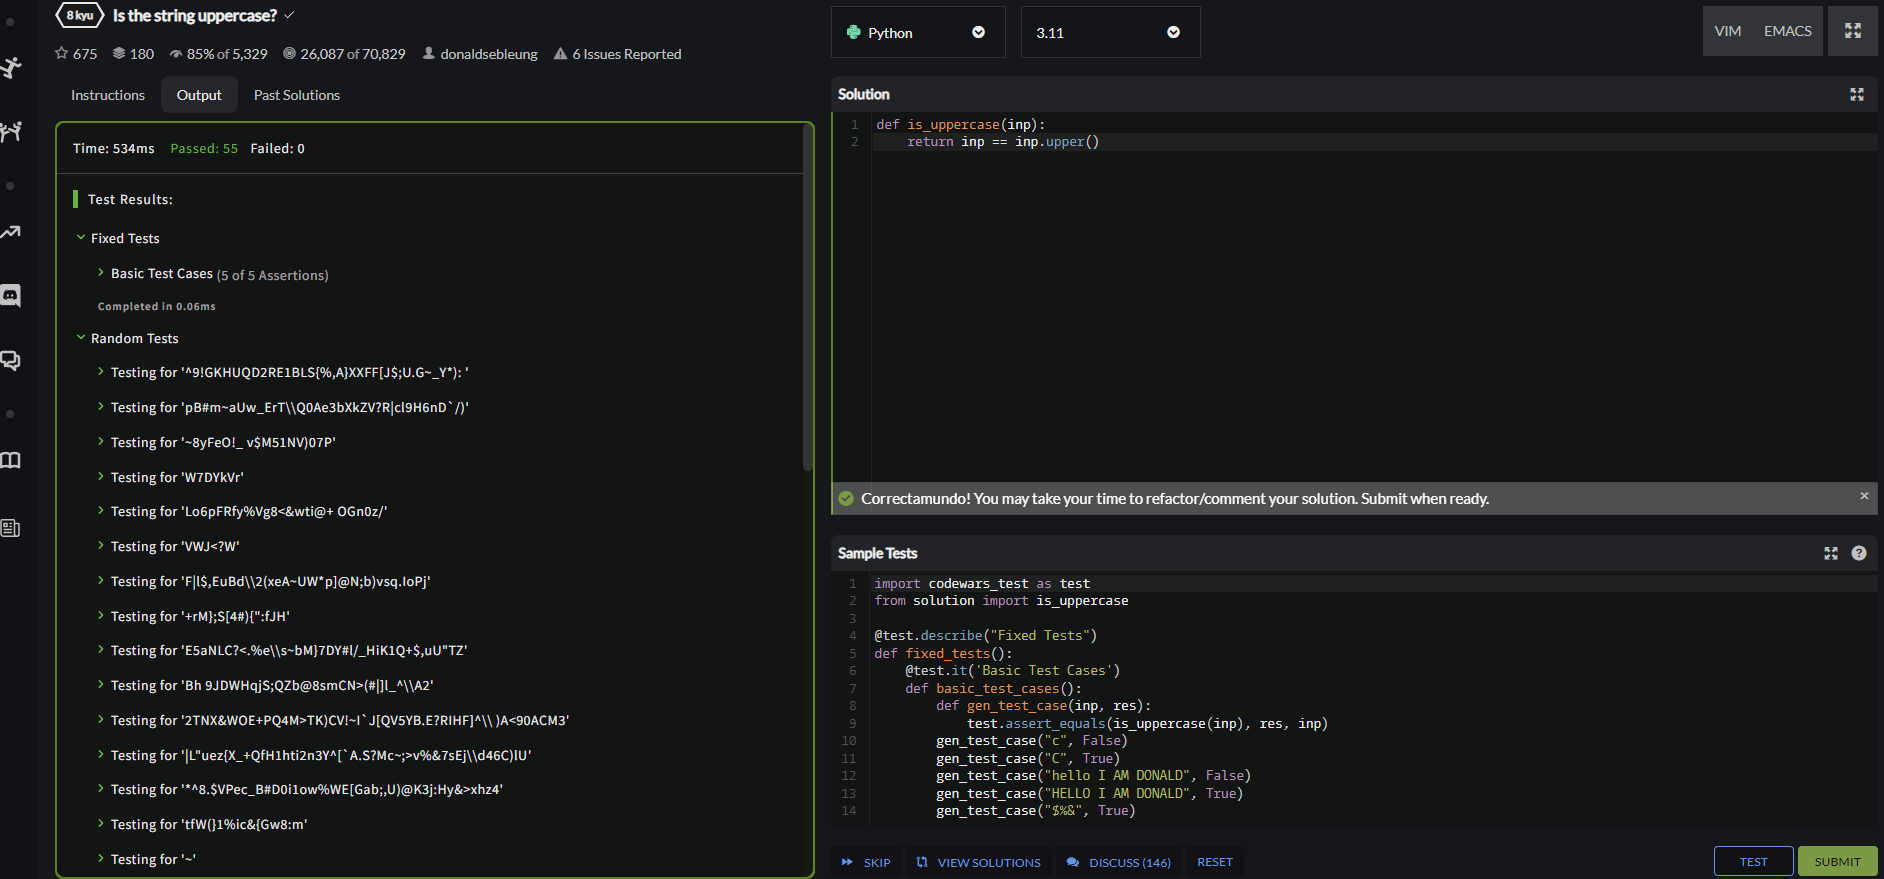 8 kyu Is the string uppercase?
675 180 85% of 5,329 26,087 of 70,829 donaldsebleung 6 Issues Reported
Instructions Output Past Solutions
Time: 534ms Passed: 55 Failed: 0
Test Results:
Fixed Tests
Basic Test Cases (5 of 5 Assertions)
Completed in 0.06ms
Random Tests
Testing for '^9!GKHUQD2RE1BLS{%,A}XXFF[J$;U.G~_Y*): '
Testing for 'pB#m~aUw_ErT\\Q0Ae3bXkZV?R|cl9H6nD`/)'
Testing for '~8yFeO!_ v$M51NV)07P'
Testing for 'W7DYkVr'
Testing for 'Lo6pFRfy%Vg8<&wti@+ OGn0z/'
Testing for 'VWJ<?W'
Testing for 'F|l$,EuBd\\2(xeA~UW*p]@N;b)vsq.IoPj'
Testing for '+rM};S[4#){":fJH'
Testing for 'E5aNLC?<.%e\\s~bM}7DY#l/_HiK1Q+$,uU"TZ'
Testing for 'Bh 9JDWHqjS;QZb@8smCN>(#|]l_^\\A2'
Testing for '2TNX&WOE+PQ4M>TK)CV!~I`J[QV5YB.E?RIHF]^\\ )A<90ACM3'
Testing for '|L"uez{X_+QfH1hti2n3Y^[`A.S?Mc~;>v%&7sEj\\d46C)lU'
Testing for '*^8.$VPec_B#D0i1ow%WE[Gab;,U)@K3j:Hy&>xhz4'
Testing for 'tfW(}1%ic&{Gw8:m'
Testing for '~'
Python 3.11 VIM EMACS
Solution
1 def is_uppercase(inp):
2 return inp == inp.upper()
Correctamundo! You may take your time to refactor/comment your solution. Submit when ready. ×
Sample Tests ?
1 import codewars_test as test
2 from solution import is_uppercase
3
4 @test.describe("Fixed Tests")
5 def fixed_tests():
6 @test.it('Basic Test Cases')
7 def basic_test_cases():
8 def gen_test_case(inp, res):
9 test.assert_equals(is_uppercase(inp), res, inp)
10 gen_test_case("c", False)
11 gen_test_case("C", True)
12 gen_test_case("hello I AM DONALD", False)
13 gen_test_case("HELLO I AM DONALD", True)
14 gen_test_case("$%&", True)
SKIP VIEW SOLUTIONS DISCUSS (146) RESET TEST SUBMIT